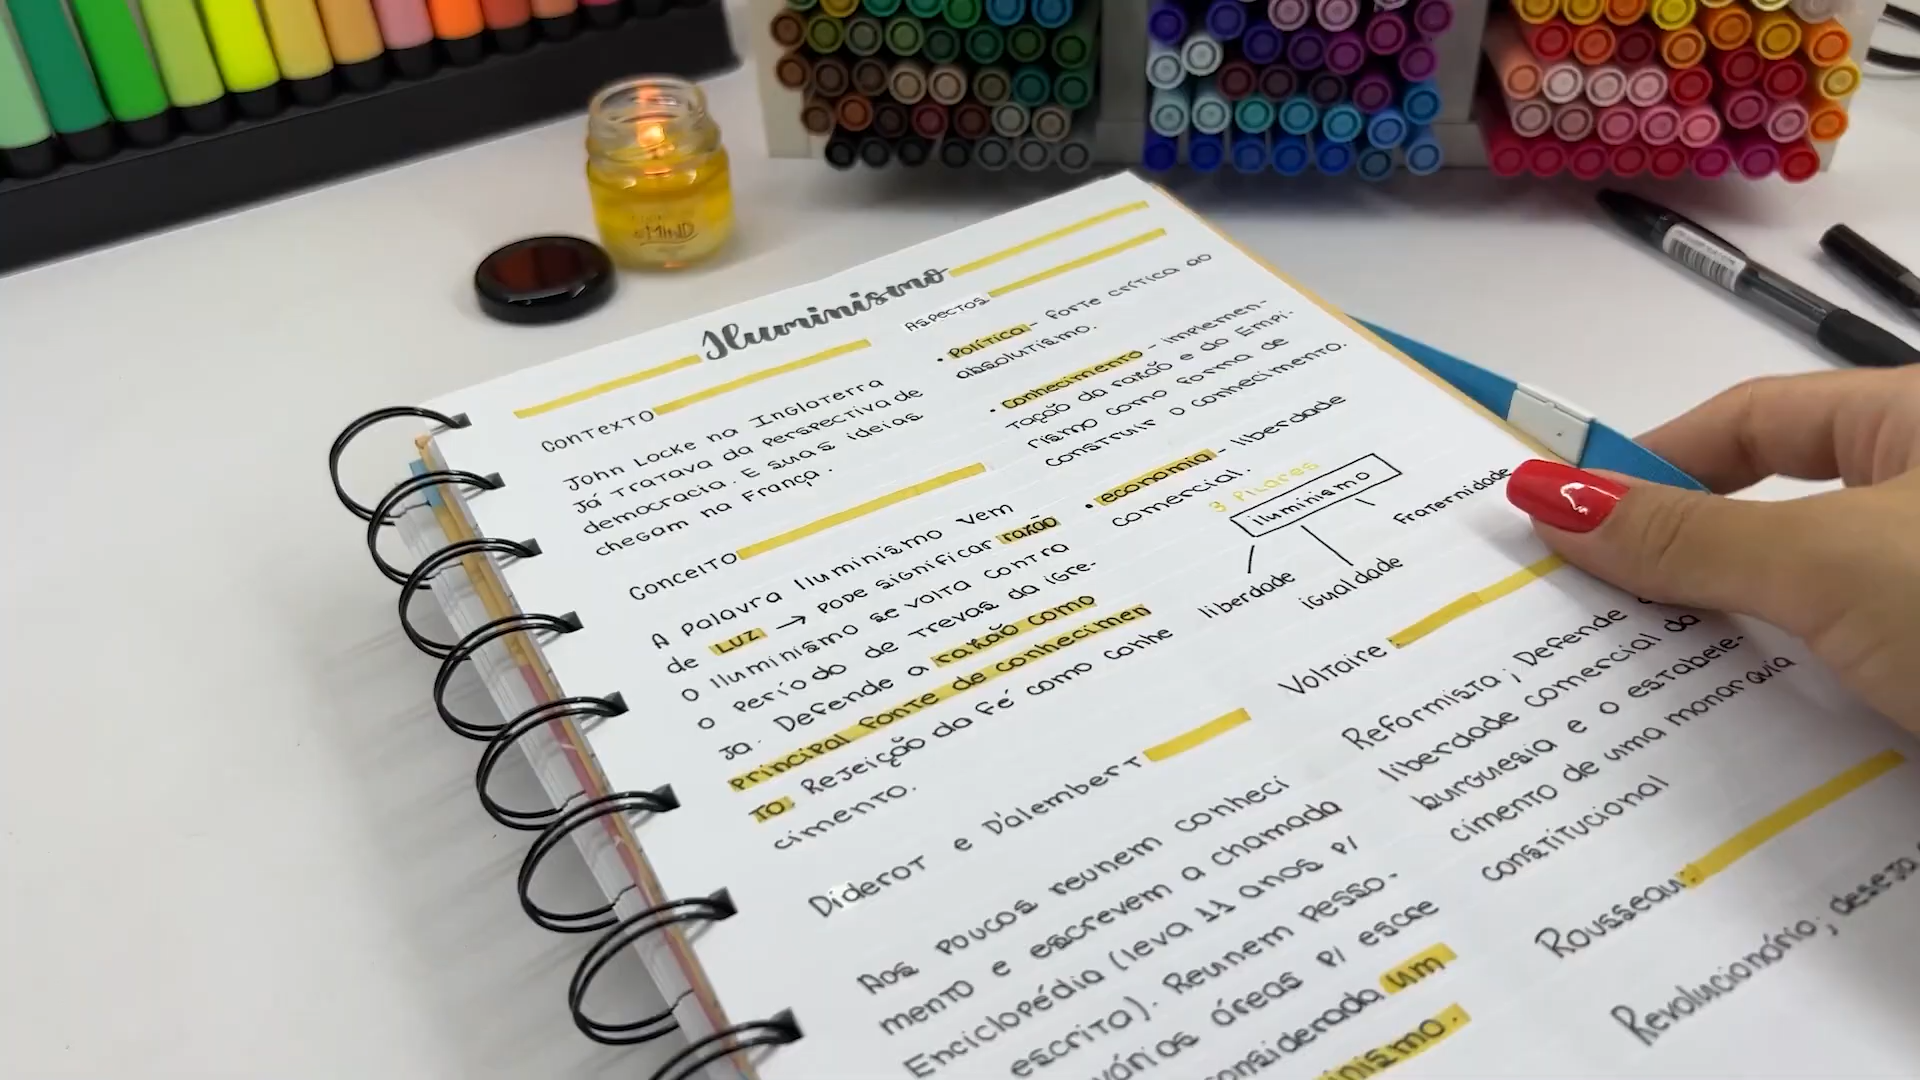 MIND
Iluminismo
Contexto
John Locke na Inglaterra
Já Tratava da perspectiva de
democracia. E suas ideias
chegam na França.
Conceito
A Palavra Iluminismo vem
de LUZ → Pode significar razão
O Iluminismo se volta contra
o período de Trevas da igre-
ja. Defende a razão como
principal fonte de conhecimen
to. Rejeição da Fé como conhe
cimento.
Diderot e D'alembert
Aos poucos reunem conheci
mento e escrevem a chamada
Enciclopédia (leva 11 anos p/
escrita). Reunem pesso-
várias áreas p/ escre
considerada um
Aspectos
• Política - forte crítica ao
absolutismo.
• Conhecimento - implemen-
tação da razão e do Empi-
rismo como forma de
construir o conhecimento.
• economia - liberdade
comercial.
3 Pilares
iluminismo
liberdade
igualdade
Fraternidade
Voltaire
Reformista; Defende
liberdade comercial da
burguesia e o estabele-
cimento de uma monarquia
constitucional
Rousseau:
Revolucionário; deseja